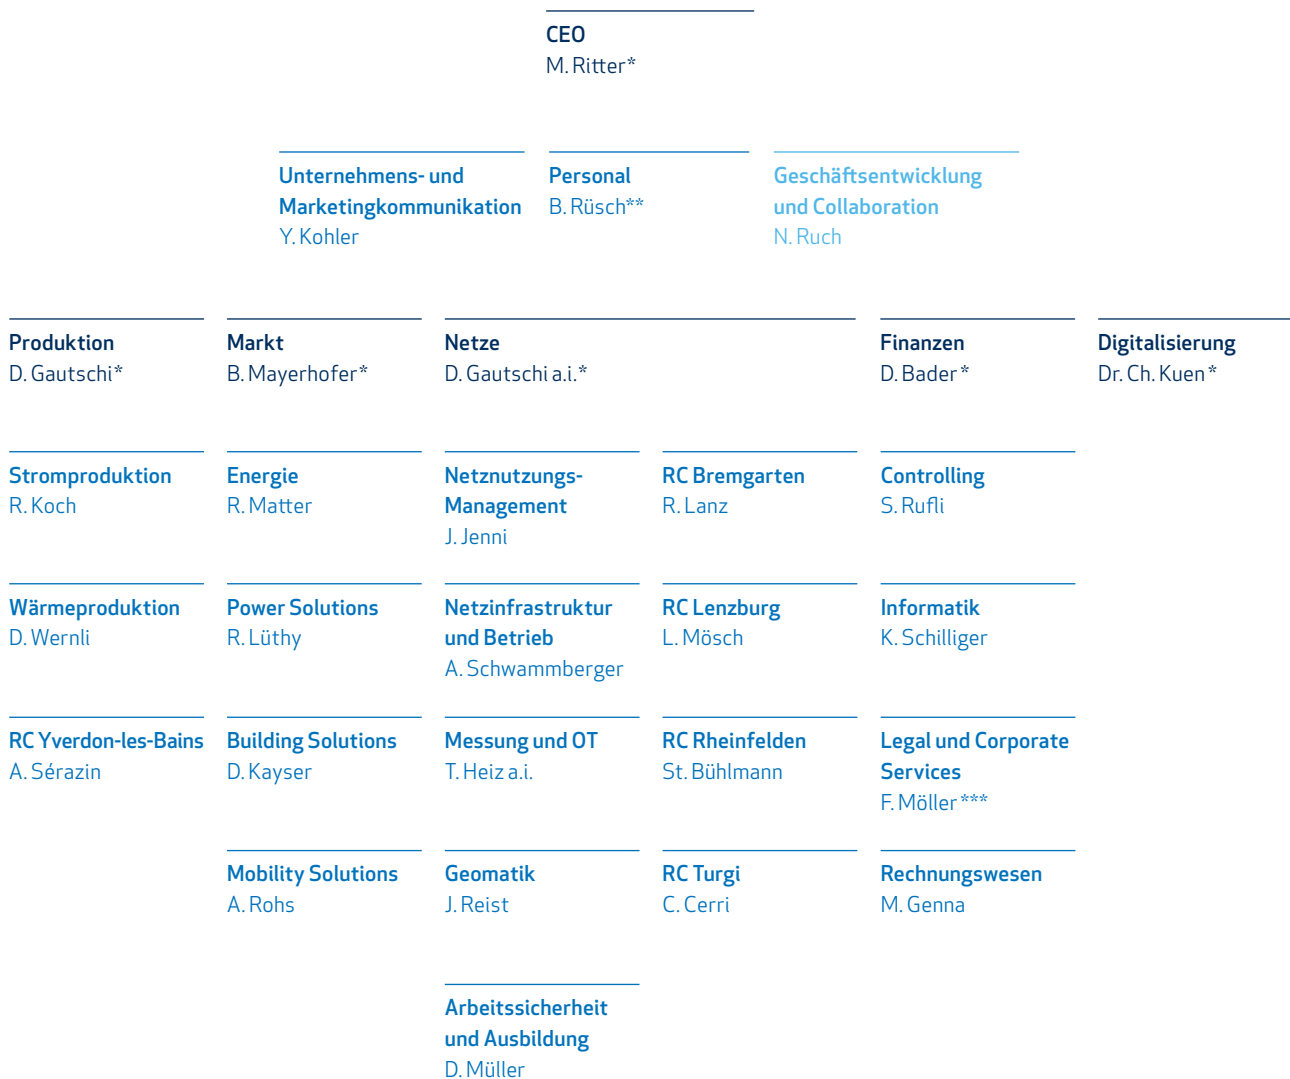 CEO
M. Ritter*
Unternehmens- und
Marketingkommunikation
Y. Kohler
Personal
B. Rüsch**
Geschäftsentwicklung
und Collaboration
N. Ruch
Produktion
D. Gautschi*
Markt
B. Mayerhofer*
Netze
D. Gautschi a.i.*
Finanzen
D. Bader*
Digitalisierung
Dr. Ch. Kuen*
Stromproduktion
R. Koch
Energie
R. Matter
Netznutzungs-
Management
J. Jenni
RC Bremgarten
R. Lanz
Controlling
S. Rufli
Wärmeproduktion
D. Wernli
Power Solutions
R. Lüthy
Netzinfrastruktur
und Betrieb
A. Schwammberger
RC Lenzburg
L. Mösch
Informatik
K. Schilliger
RC Yverdon-les-Bains
A. Sérazin
Building Solutions
D. Kayser
Messung und OT
T. Heiz a.i.
RC Rheinfelden
St. Bühlmann
Legal und Corporate
Services
F. Möller***
Mobility Solutions
A. Rohs
Geomatik
J. Reist
RC Turgi
C. Cerri
Rechnungswesen
M. Genna
Arbeitssicherheit
und Ausbildung
D. Müller